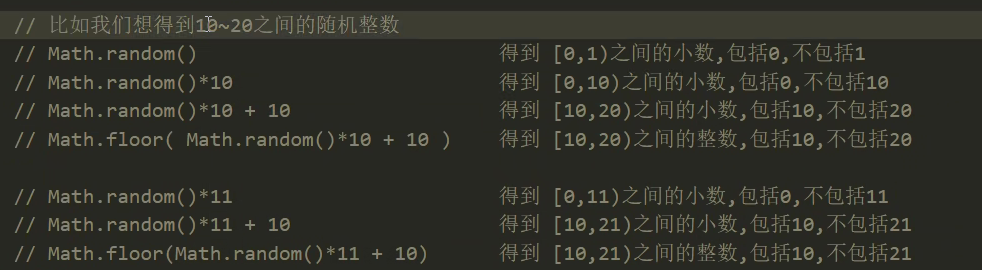 // 比如我们想得到10~20之间的随机整数
// Math.random() 得到 [0,1)之间的小数,包括0,不包括1
// Math.random()*10 得到 [0,10)之间的小数,包括0,不包括10
// Math.random()*10 + 10 得到 [10,20)之间的小数,包括10,不包括20
// Math.floor( Math.random()*10 + 10 ) 得到 [10,20)之间的整数,包括10,不包括20
// Math.random()*11 得到 [0,11)之间的小数,包括0,不包括11
// Math.random()*11 + 10 得到 [10,21)之间的小数,包括10,不包括21
// Math.floor(Math.random()*11 + 10) 得到 [10,21)之间的整数,包括10,不包括21